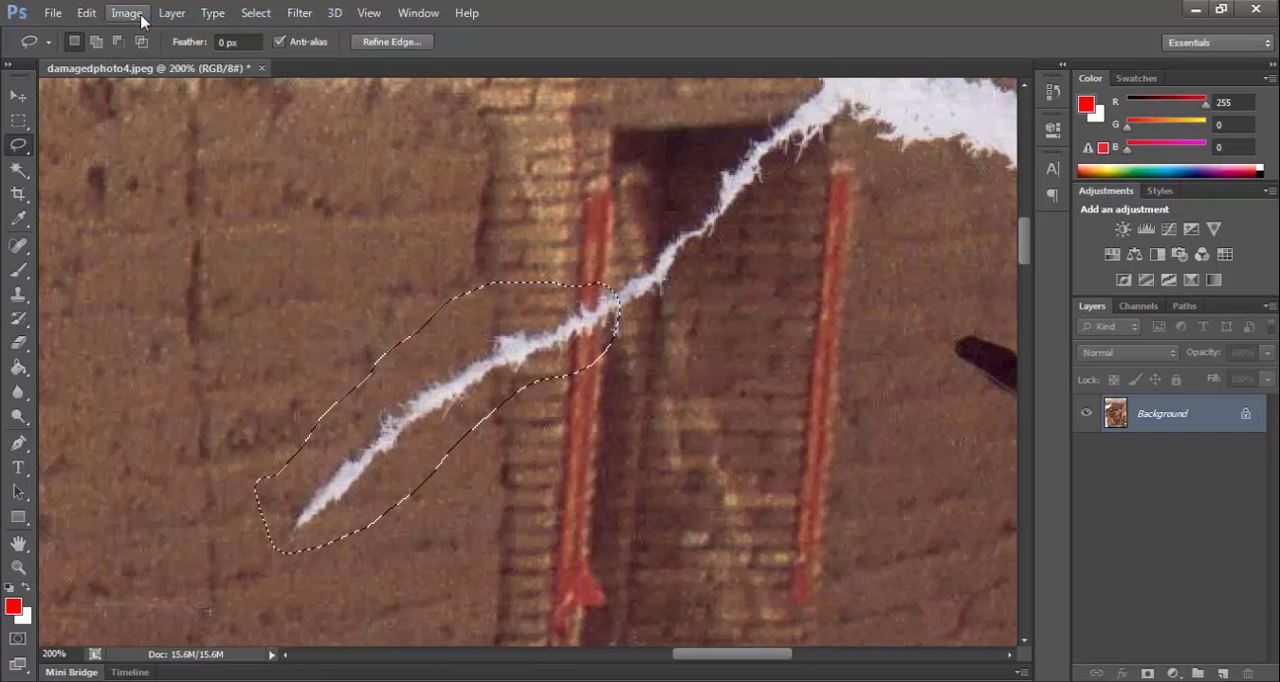 Ps File Edit Image Layer Type Select Filter 3D View Window Help
Feather: 0 px Anti-alias Refine Edge... Essentials
damagedphoto4.jpeg @ 200% (RGB/8#) * ×
Color Swatches
R 255
G 0
B 0
Adjustments Styles
Add an adjustment
Layers Channels Paths
Kind
Normal Opacity: 100%
Lock: Fill: 100%
Background
200% Doc: 15.6M/15.6M
Mini Bridge Timeline